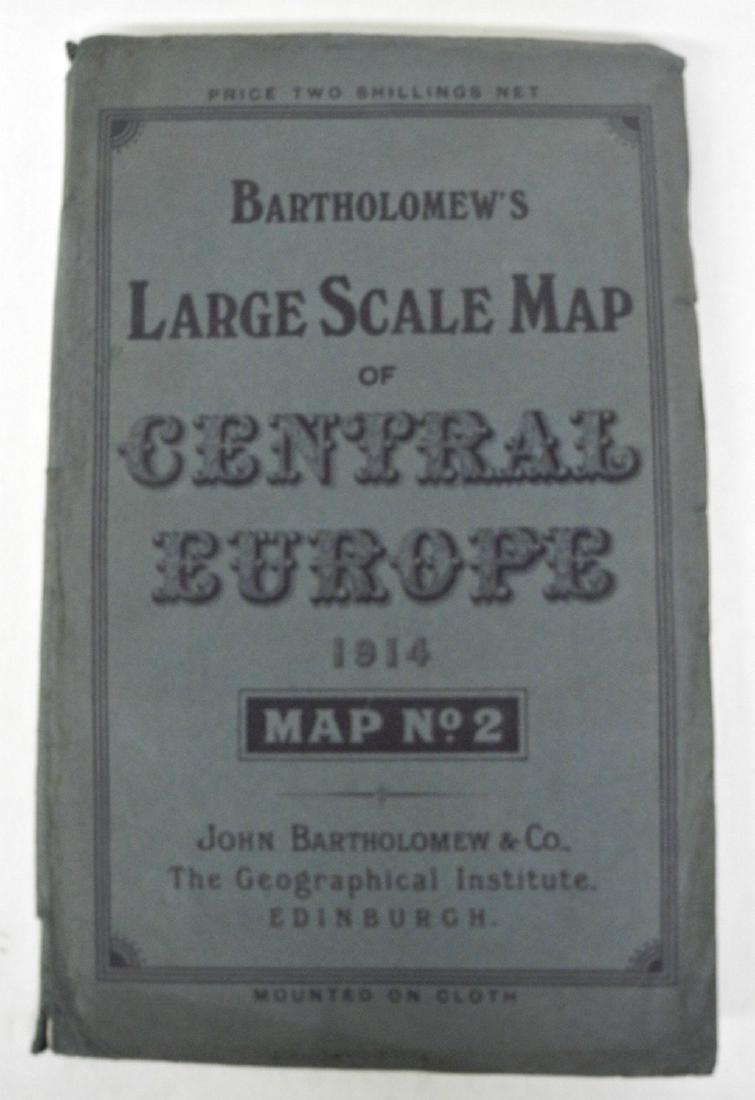 PRICE TWO SHILLINGS NET
BARTHOLOMEW'S
LARGE SCALE MAP
OF
CENTRAL
EUROPE
1914
MAP No. 2
JOHN BARTHOLOMEW & Co.,
The Geographical Institute.
EDINBURGH.
MOUNTED ON CLOTH